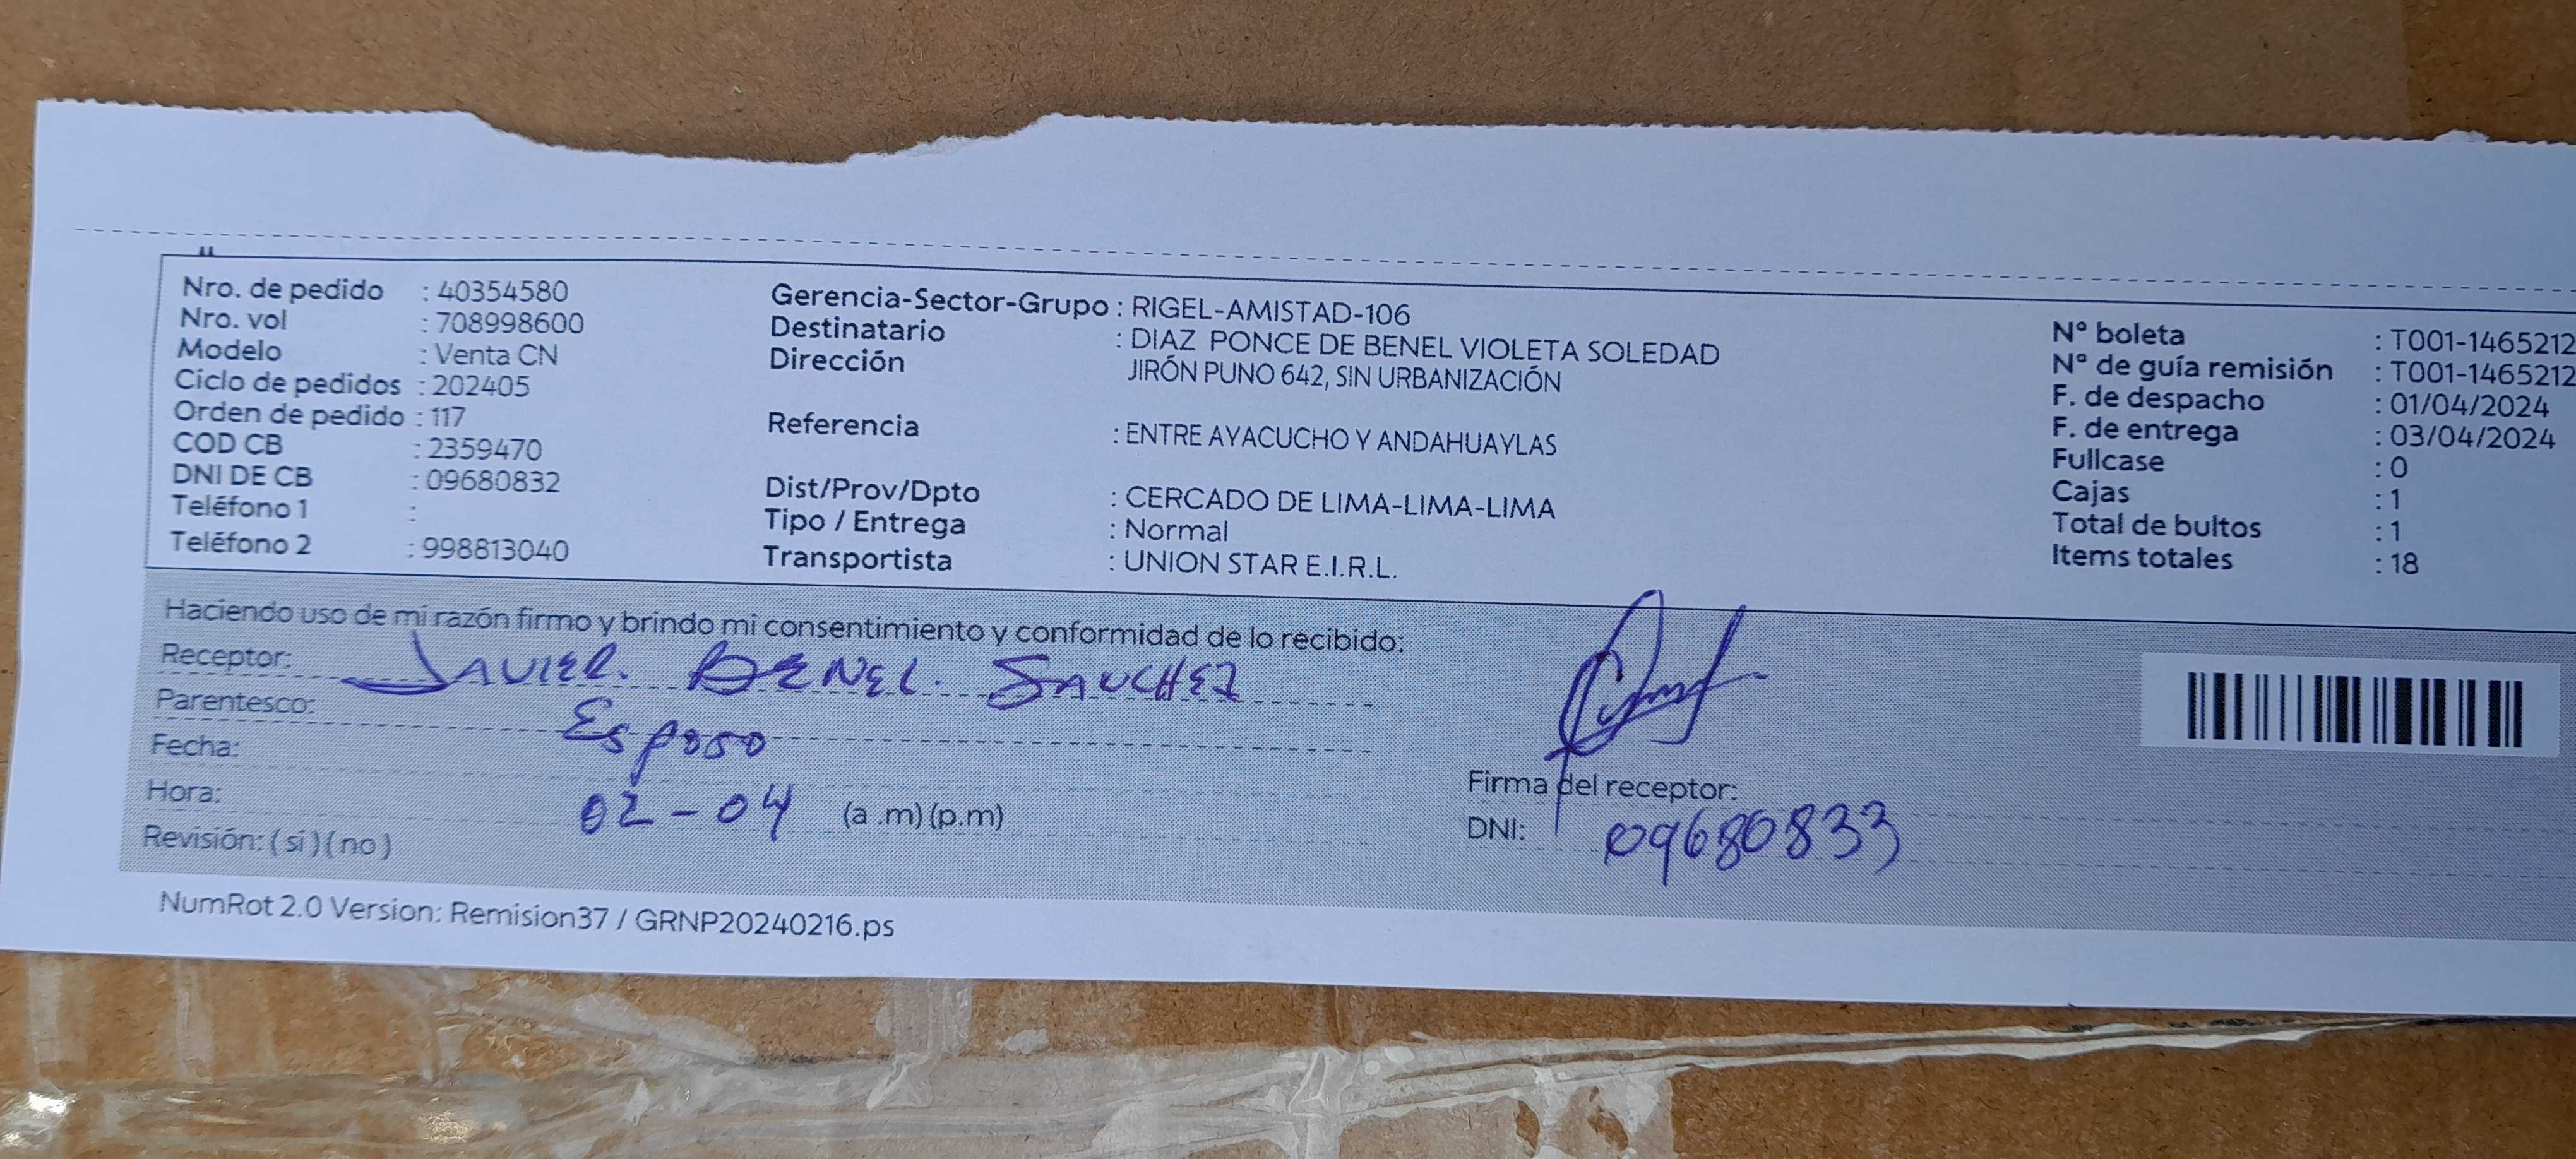 Nro. de pedido : 40354580
Nro. vol : 708998600
Modelo : Venta CN
Ciclo de pedidos : 202405
Orden de pedido : 117
COD CB : 2359470
DNI DE CB : 09680832
Teléfono 1 :
Teléfono 2 : 998813040
Gerencia-Sector-Grupo : RIGEL-AMISTAD-106
Destinatario : DIAZ PONCE DE BENEL VIOLETA SOLEDAD
Dirección JIRÓN PUNO 642, SIN URBANIZACIÓN
Referencia : ENTRE AYACUCHO Y ANDAHUAYLAS
Dist/Prov/Dpto : CERCADO DE LIMA-LIMA-LIMA
Tipo / Entrega : Normal
Transportista : UNION STAR E.I.R.L.
N° boleta : T001-1465212
N° de guía remisión : T001-1465212
F. de despacho : 01/04/2024
F. de entrega : 03/04/2024
Fullcase : 0
Cajas : 1
Total de bultos : 1
Items totales : 18
Haciendo uso de mi razón firmo y brindo mi consentimiento y conformidad de lo recibido:
Receptor: JAVIER. BENEL. SANCHEZ
Parentesco: Esposo
Fecha:
Hora: 02-04 (a .m) (p.m)
Revisión: ( si ) ( no )
Firma del receptor:
DNI: 09680833
NumRot 2.0 Version: Remision37 / GRNP20240216.ps